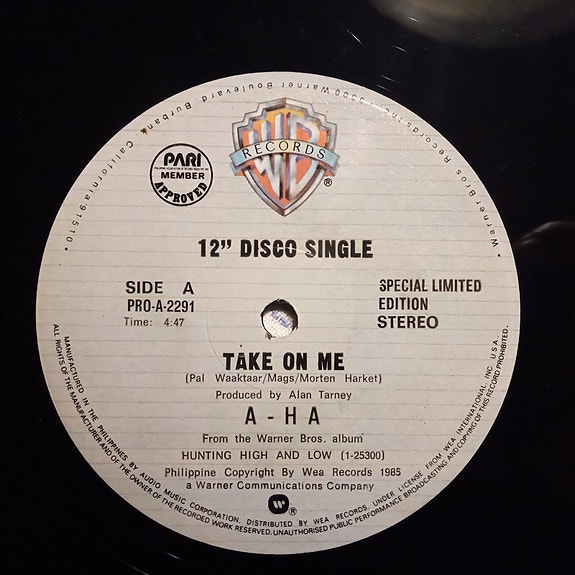 Warner Bros. Records Inc., 3300 Warner Boulevard Burbank, California 91510.
WB
RECORDS
®
PARI
MEMBER
APPROVED
12" DISCO SINGLE
SIDE A
PRO-A-2291
Time: 4:47
SPECIAL LIMITED
EDITION
STEREO
TAKE ON ME
(Pal Waaktaar/Mags/Morten Harket)
Produced by Alan Tarney
A-HA
From the Warner Bros. album
HUNTING HIGH AND LOW (1-25300)
Philippine Copyright By Wea Records 1985
a Warner Communications Company
®
MANUFACTURED IN THE PHILIPPINES BY AUDIO MUSIC CORPORATION. DISTRIBUTED BY WEA RECORDS. UNDER LICENSE FROM WEA INTERNATIONAL INC. U.S.A.
ALL RIGHTS OF THE MANUFACTURER AND OF THE OWNER OF THE RECORDED WORK RESERVED. UNAUTHORISED PUBLIC PERFORMANCE BROADCASTING AND COPYING OF THIS RECORD PROHIBITED.